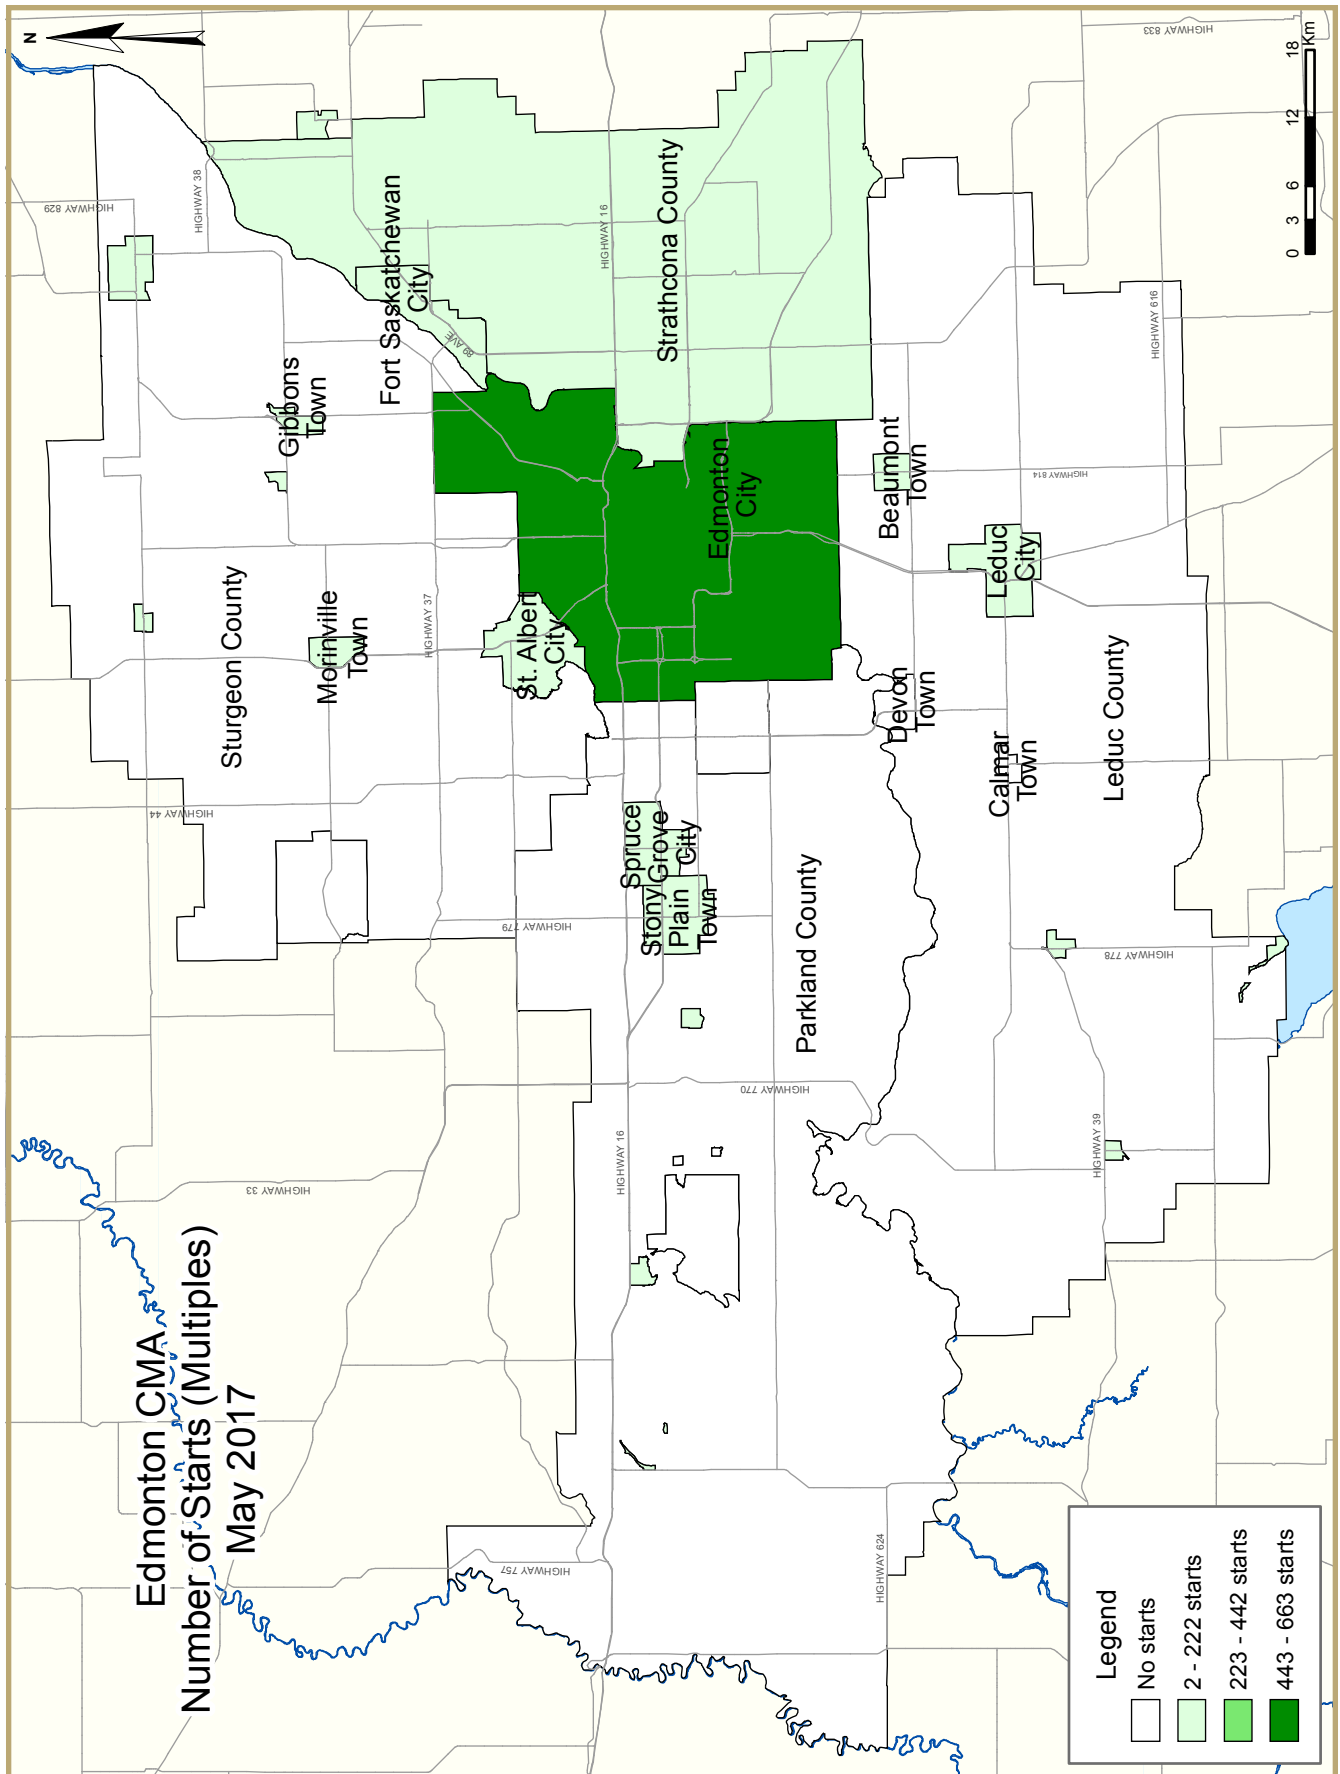 Edmonton CMA
Number of Starts (Multiples)
May 2017
N
HIGHWAY 829
HIGHWAY 38
HIGHWAY 833
Gibbons
Town
Fort Saskatchewan
City
89 AVE
Sturgeon County
Morinville
Town
HIGHWAY 37
HIGHWAY 44
St. Albert
City
HIGHWAY 779
HIGHWAY 33
HIGHWAY 757
HIGHWAY 16
HIGHWAY 16
Strathcona County
Edmonton
City
Spruce
Grove
City
Stony
Plain
Town
Parkland County
HIGHWAY 770
HIGHWAY 624
Beaumont
Town
HIGHWAY 814
HIGHWAY 616
Leduc
City
Devon
Town
Calmar
Town
Leduc County
HIGHWAY 778
HIGHWAY 39
0 3 6 12 18
Km
Legend
No starts
2 - 222 starts
223 - 442 starts
443 - 663 starts